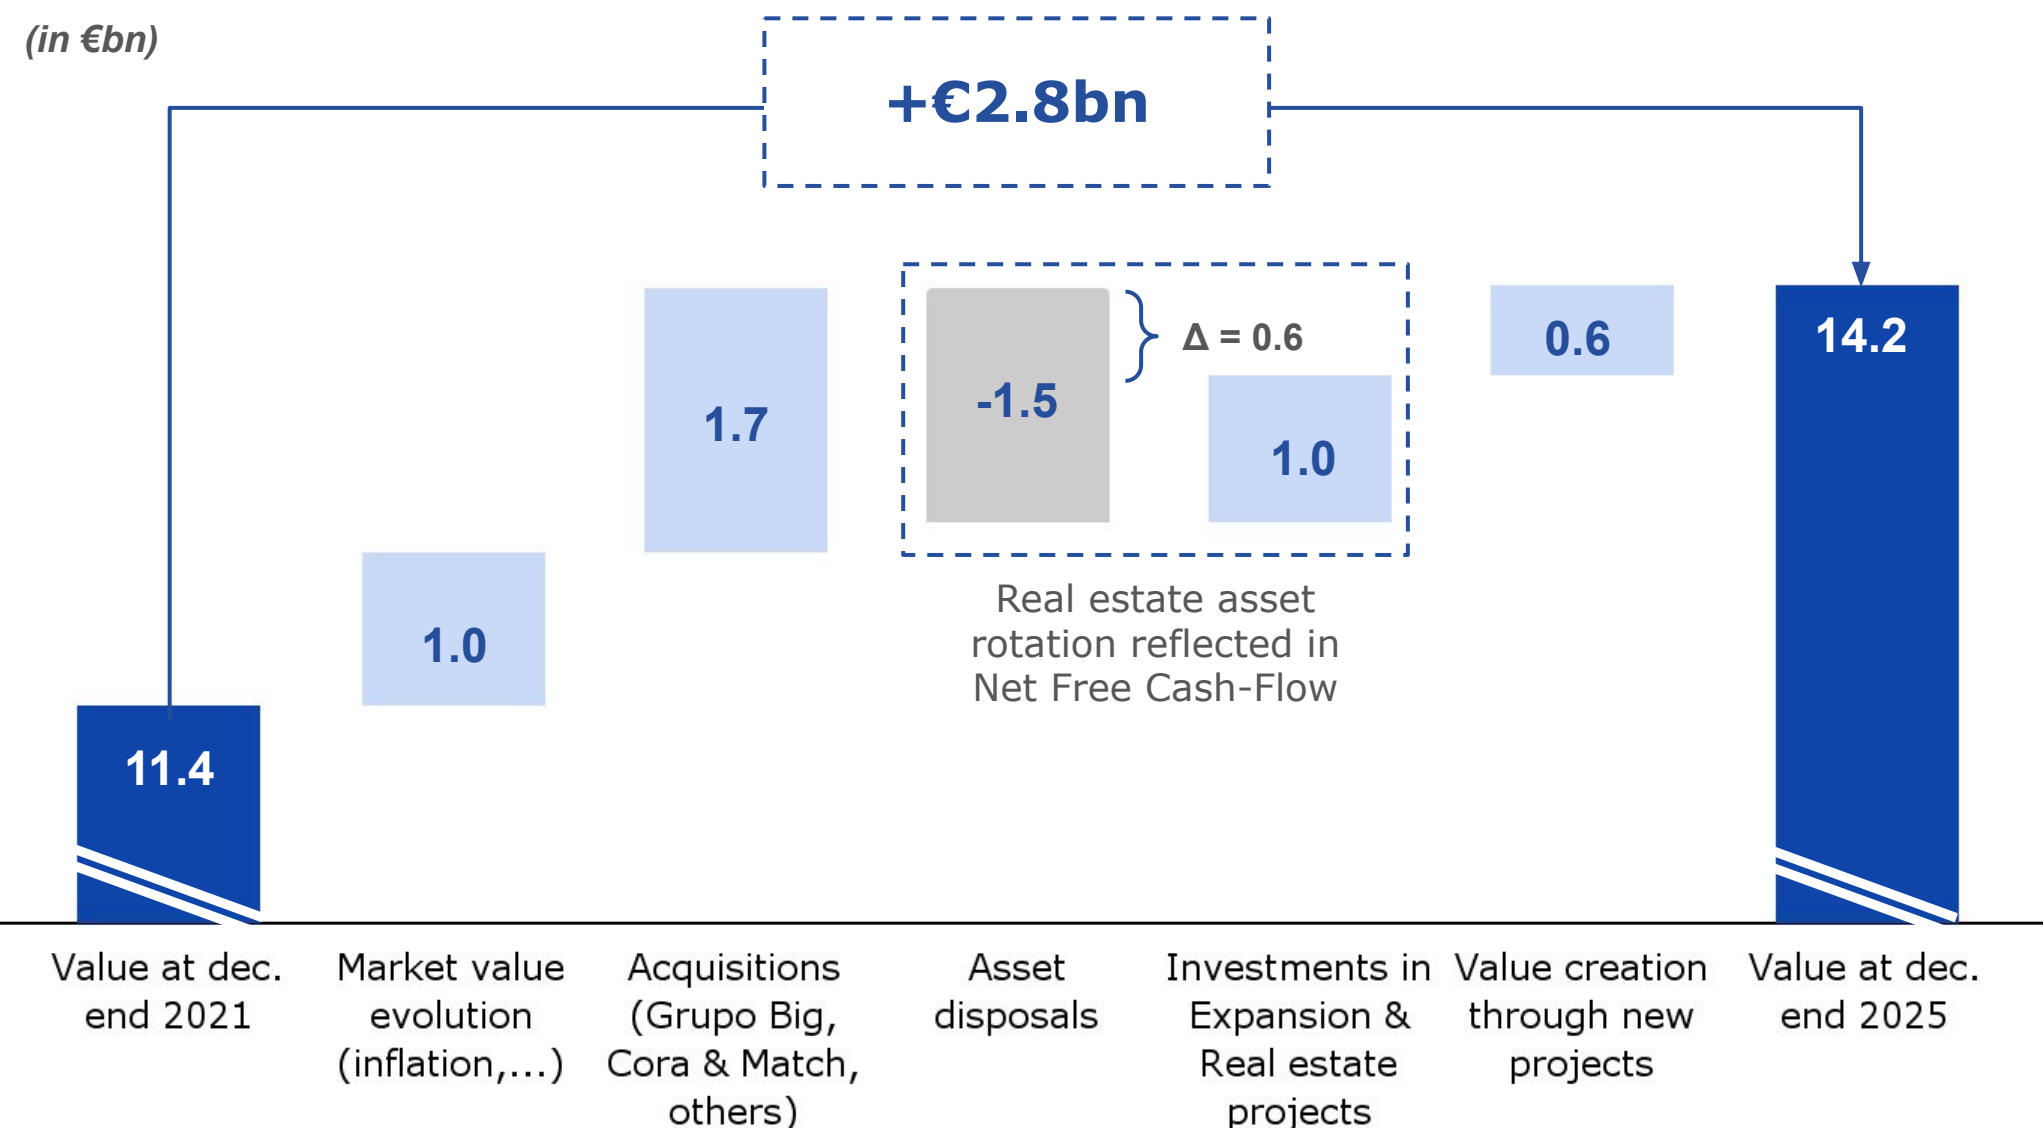 (in €bn)
+€2.8bn
11.4
1.0
1.7
-1.5
Δ = 0.6
1.0
0.6
14.2
Real estate asset
rotation reflected in
Net Free Cash-Flow
Value at dec.
end 2021
Market value
evolution
(inflation,...)
Acquisitions
(Grupo Big,
Cora & Match,
others)
Asset
disposals
Investments in
Expansion &
Real estate
projects
Value creation
through new
projects
Value at dec.
end 2025